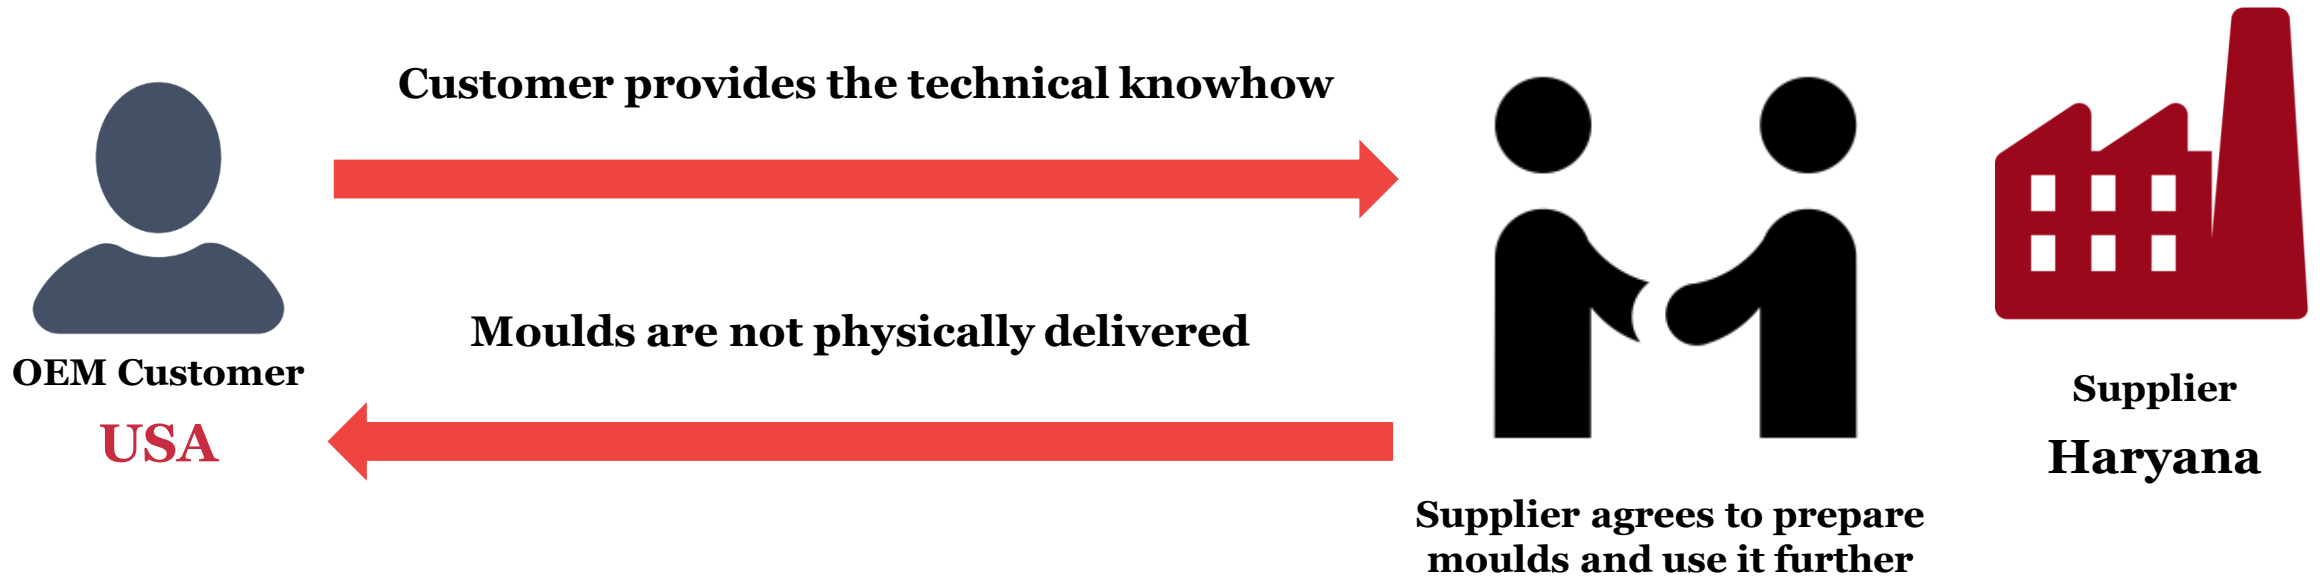 Customer provides the technical knowhow
Moulds are not physically delivered
OEM Customer
USA
Supplier agrees to prepare
moulds and use it further
Supplier
Haryana